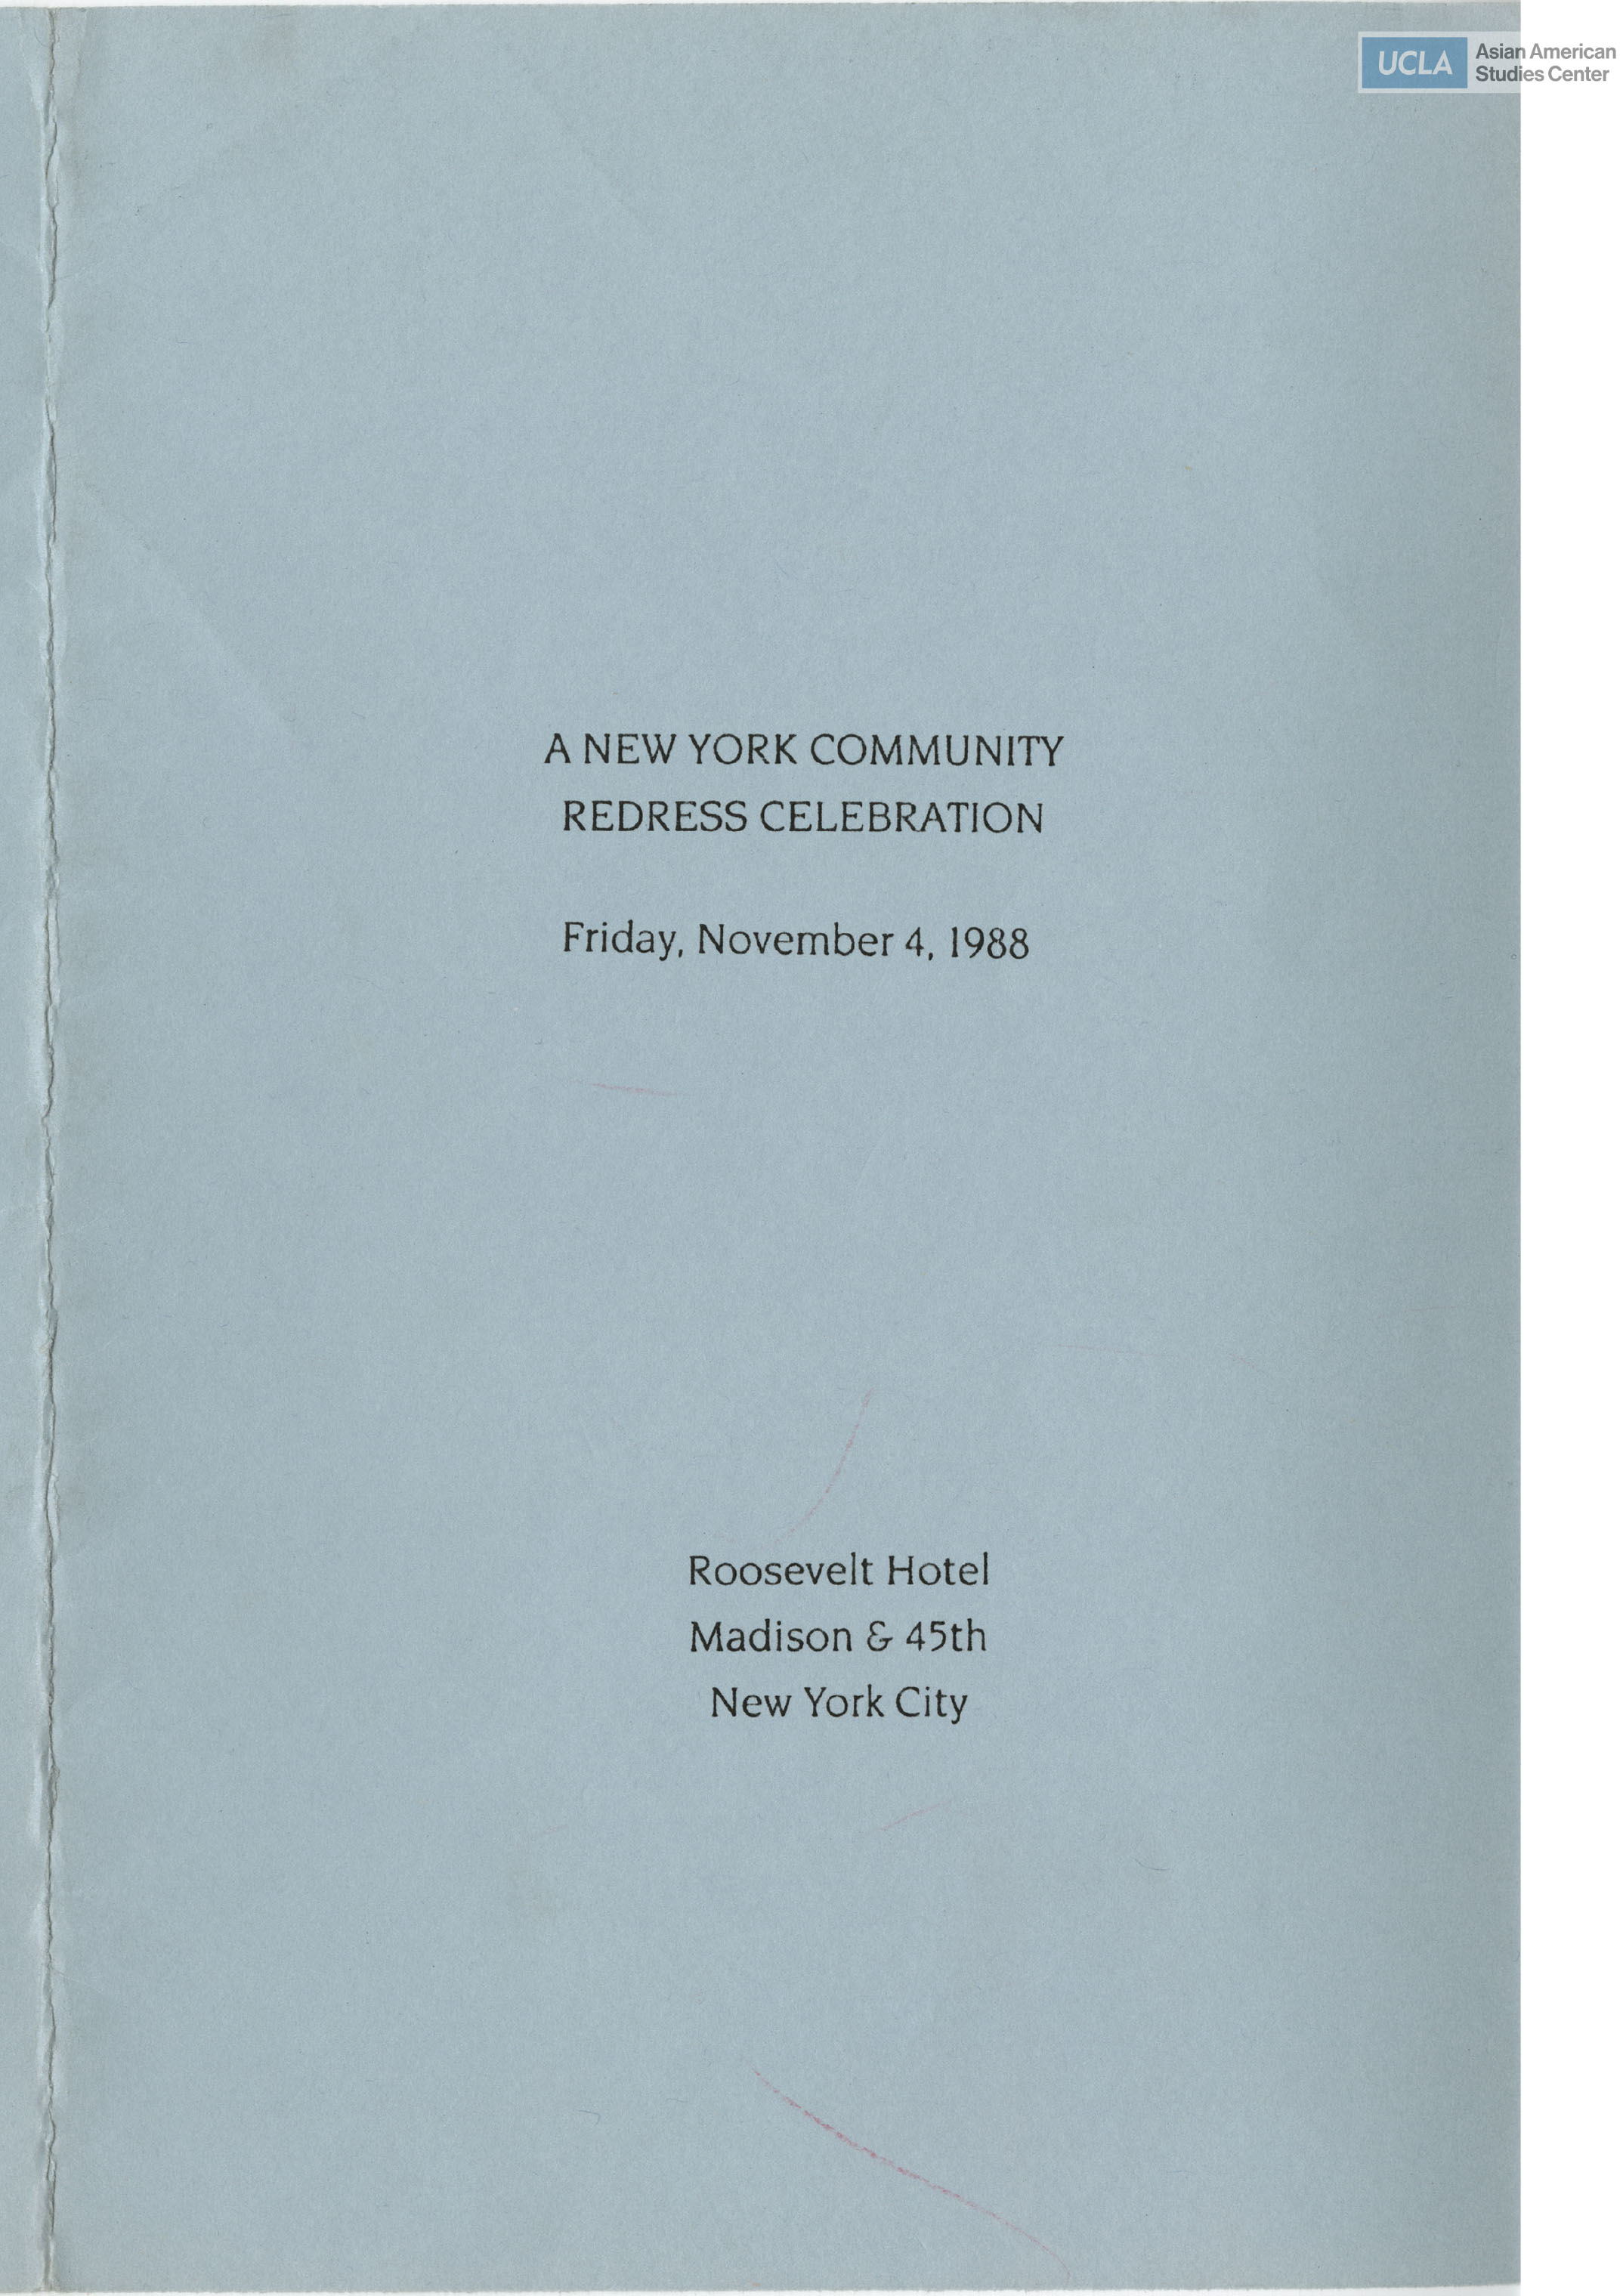 UCLA Asian American
Studies Center
A NEW YORK COMMUNITY
REDRESS CELEBRATION
Friday, November 4, 1988
Roosevelt Hotel
Madison & 45th
New York City